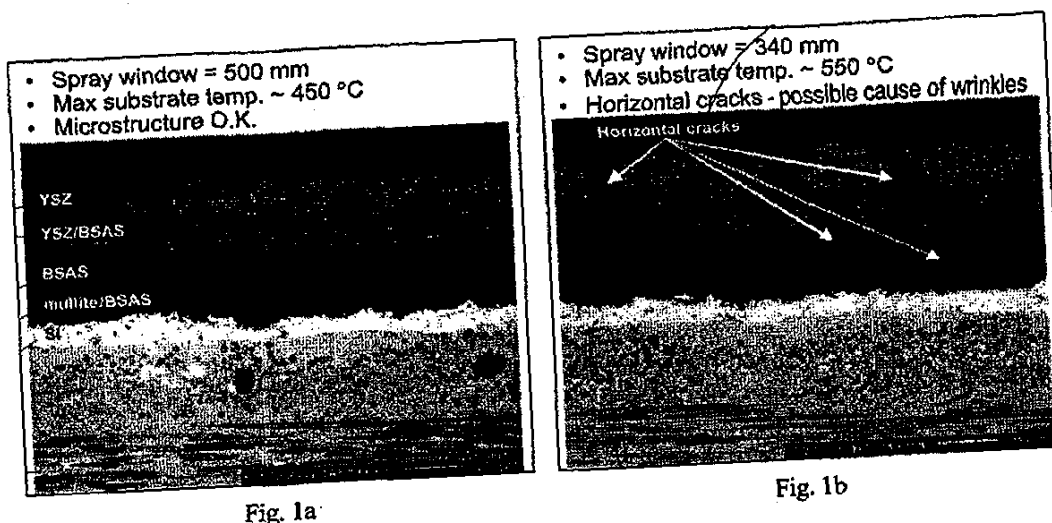 • Spray window = 500 mm
• Max substrate temp. ~ 450 °C
• Microstructure O.K.
YSZ
YSZ/BSAS
BSAS
mullite/BSAS
Si
Fig. 1a
• Spray window = 340 mm
• Max substrate temp. ~ 550 °C
• Horizontal cracks - possible cause of wrinkles
Horizontal cracks
Fig. 1b